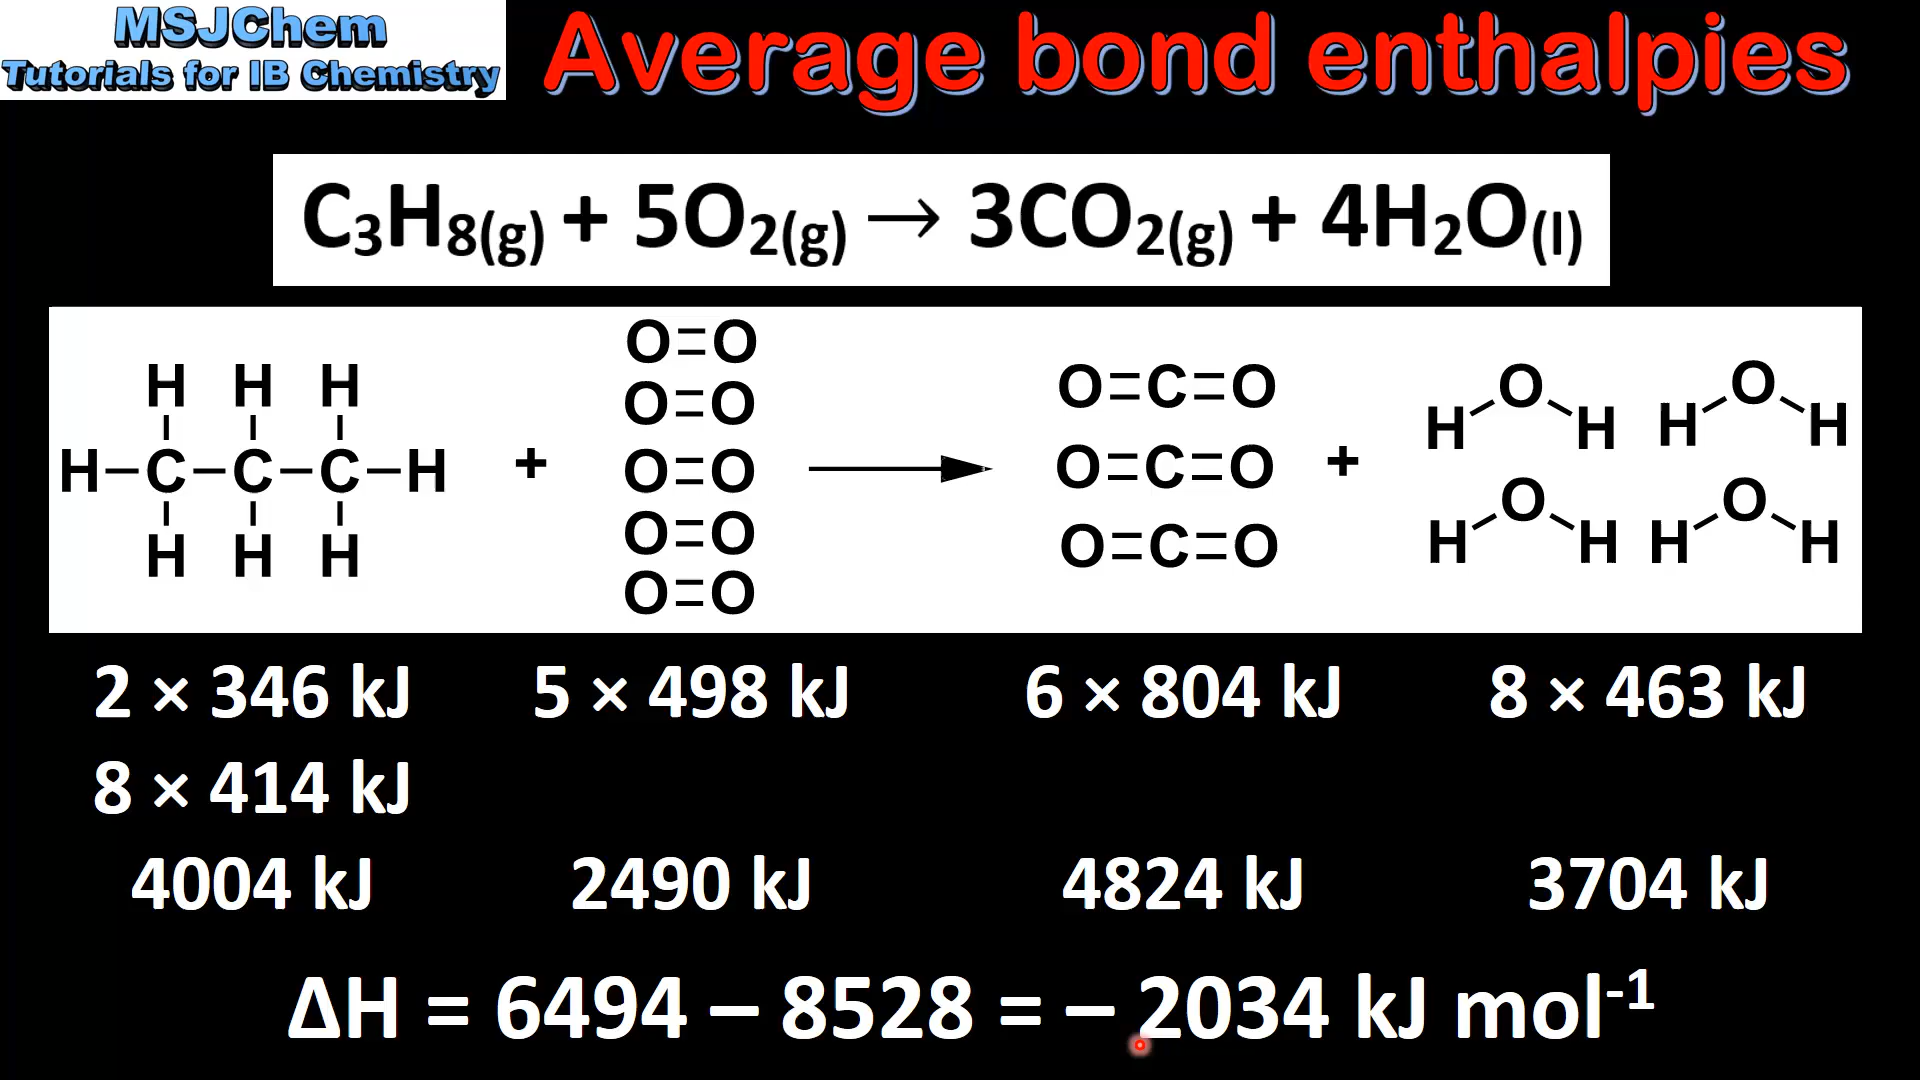 MSJChem
Tutorials for IB Chemistry
Average bond enthalpies
C₃H₈(g) + 5O₂(g) → 3CO₂(g) + 4H₂O(l)
O=O
O=O
O=O
O=O
O=O
H H H
H–C–C–C–H
H H H
+
O=C=O
O=C=O
O=C=O
+
O
H H
O
H H
O
H H
O
H H
2 × 346 kJ 5 × 498 kJ 6 × 804 kJ 8 × 463 kJ
8 × 414 kJ
4004 kJ 2490 kJ 4824 kJ 3704 kJ
ΔH = 6494 – 8528 = – 2034 kJ mol⁻¹